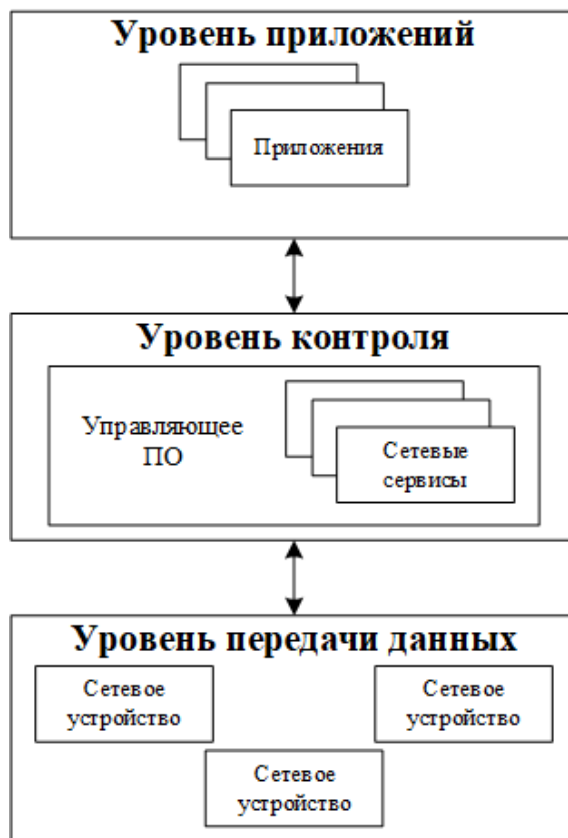 Уровень приложений
Приложения
Уровень контроля
Управляющее
ПО
Сетевые
сервисы
Уровень передачи данных
Сетевое
устройство
Сетевое
устройство
Сетевое
устройство